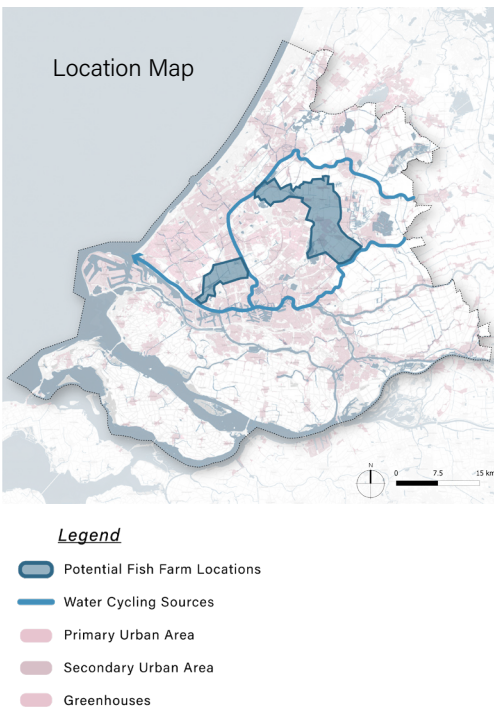 Location Map
N
0 7.5 15 km
Legend
Potential Fish Farm Locations
Water Cycling Sources
Primary Urban Area
Secondary Urban Area
Greenhouses